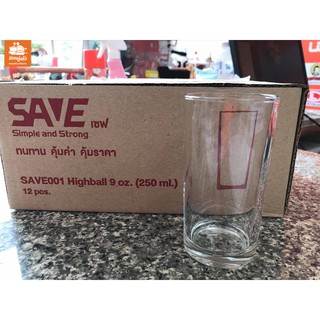 SAVE เซฟ
Simple and Strong
ทนทาน คุ้มค่า คุ้มราคา
SAVE001 Highball 9 oz. (250 ml.)
12 pcs.